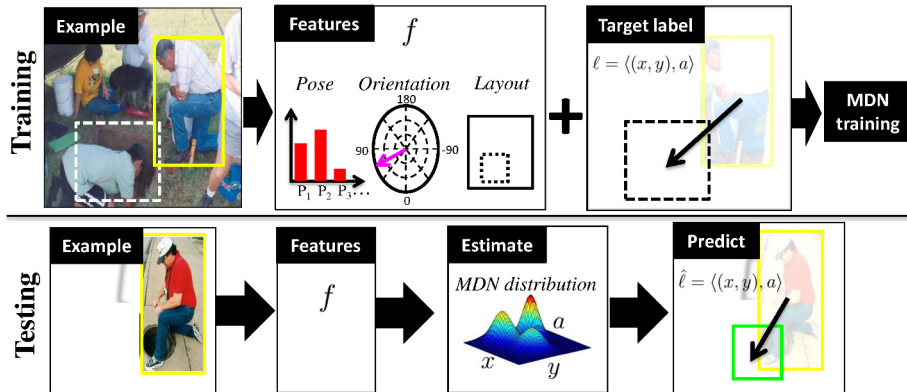 Training
Example
Features
f
Pose
Orientation
Layout
180
90
-90
0
P1 P2 P3...
+
Target label
ℓ = ⟨(x, y), a⟩
MDN
training
Testing
Example
Features
f
Estimate
MDN distribution
x
y
a
Predict
ℓ̂ = ⟨(x, y), a⟩